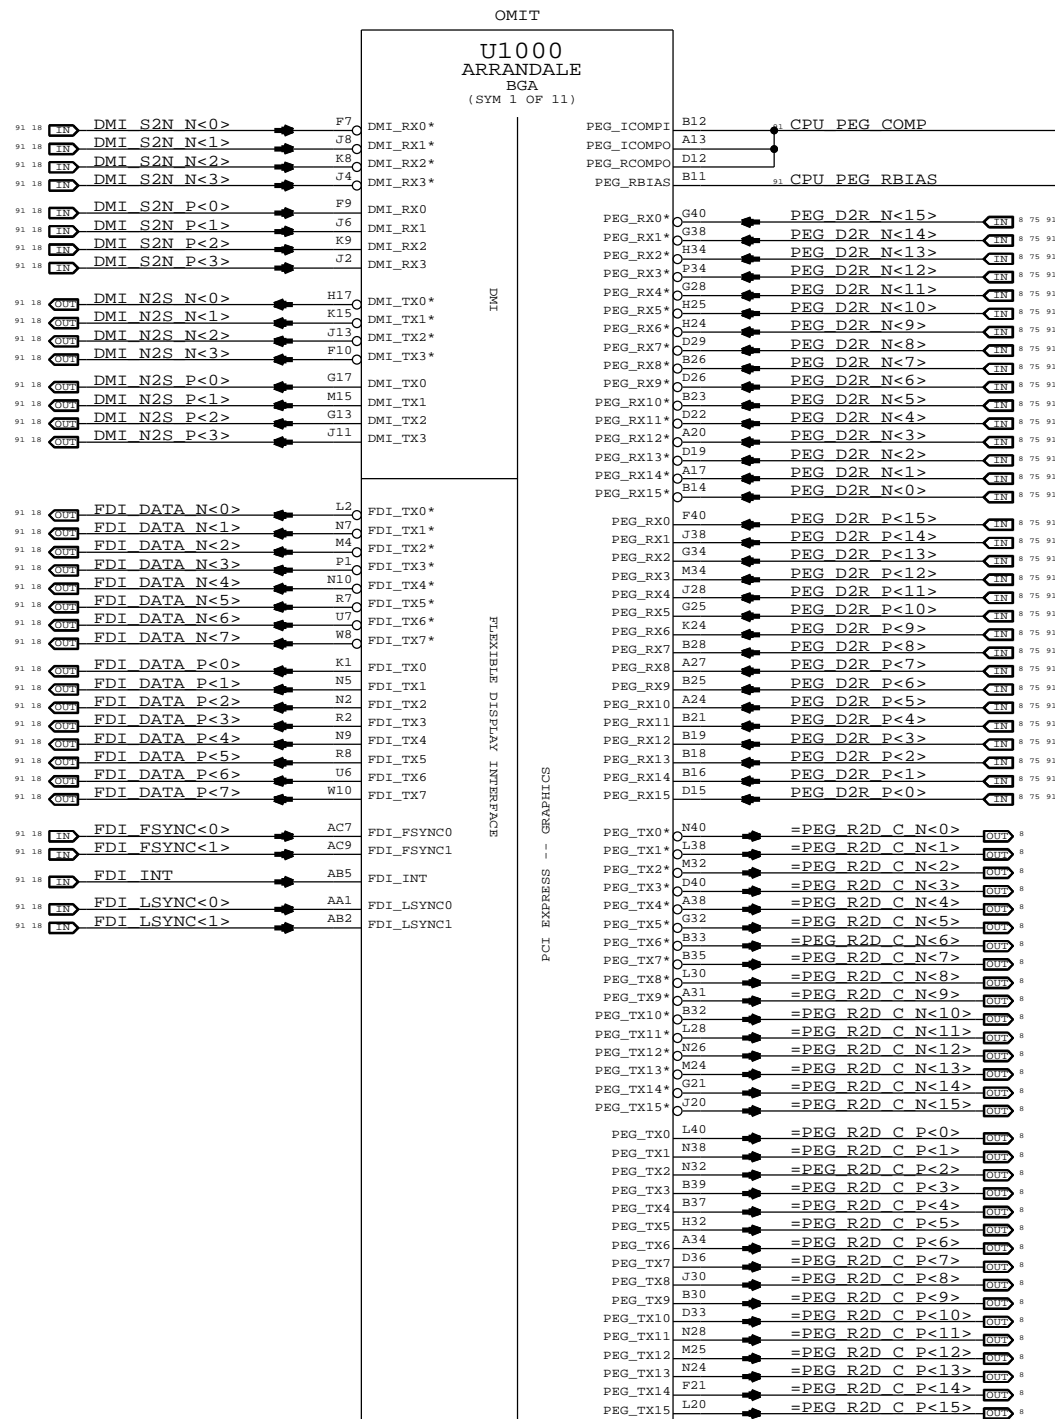 OMIT
U1000
ARRANDALE
BGA
(SYM 1 OF 11)
91 18 IN DMI_S2N_N<0> F7 DMI_RX0*
91 18 IN DMI_S2N_N<1> J8 DMI_RX1*
91 18 IN DMI_S2N_N<2> K8 DMI_RX2*
91 18 IN DMI_S2N_N<3> J4 DMI_RX3*
91 18 IN DMI_S2N_P<0> F9 DMI_RX0
91 18 IN DMI_S2N_P<1> J6 DMI_RX1
91 18 IN DMI_S2N_P<2> K9 DMI_RX2
91 18 IN DMI_S2N_P<3> J2 DMI_RX3
91 18 OUT DMI_N2S_N<0> H17 DMI_TX0*
91 18 OUT DMI_N2S_N<1> K15 DMI_TX1*
91 18 OUT DMI_N2S_N<2> J13 DMI_TX2*
91 18 OUT DMI_N2S_N<3> F10 DMI_TX3*
91 18 OUT DMI_N2S_P<0> G17 DMI_TX0
91 18 OUT DMI_N2S_P<1> M15 DMI_TX1
91 18 OUT DMI_N2S_P<2> G13 DMI_TX2
91 18 OUT DMI_N2S_P<3> J11 DMI_TX3
DMI
91 18 OUT FDI_DATA_N<0> L2 FDI_TX0*
91 18 OUT FDI_DATA_N<1> N7 FDI_TX1*
91 18 OUT FDI_DATA_N<2> M4 FDI_TX2*
91 18 OUT FDI_DATA_N<3> P1 FDI_TX3*
91 18 OUT FDI_DATA_N<4> N10 FDI_TX4*
91 18 OUT FDI_DATA_N<5> R7 FDI_TX5*
91 18 OUT FDI_DATA_N<6> U7 FDI_TX6*
91 18 OUT FDI_DATA_N<7> W8 FDI_TX7*
91 18 OUT FDI_DATA_P<0> K1 FDI_TX0
91 18 OUT FDI_DATA_P<1> N5 FDI_TX1
91 18 OUT FDI_DATA_P<2> N2 FDI_TX2
91 18 OUT FDI_DATA_P<3> R2 FDI_TX3
91 18 OUT FDI_DATA_P<4> N9 FDI_TX4
91 18 OUT FDI_DATA_P<5> R8 FDI_TX5
91 18 OUT FDI_DATA_P<6> U6 FDI_TX6
91 18 OUT FDI_DATA_P<7> W10 FDI_TX7
91 18 IN FDI_FSYNC<0> AC7 FDI_FSYNC0
91 18 IN FDI_FSYNC<1> AC9 FDI_FSYNC1
91 18 IN FDI_INT AB5 FDI_INT
91 18 IN FDI_LSYNC<0> AA1 FDI_LSYNC0
91 18 IN FDI_LSYNC<1> AB2 FDI_LSYNC1
FLEXIBLE DISPLAY INTERFACE
PCI EXPRESS -- GRAPHICS
PEG_ICOMPI B12 91 CPU_PEG_COMP
PEG_ICOMPO A13
PEG_RCOMPO D12
PEG_RBIAS B11 91 CPU_PEG_RBIAS
PEG_RX0* G40 PEG_D2R_N<15> IN 8 75 91
PEG_RX1* G38 PEG_D2R_N<14> IN 8 75 91
PEG_RX2* H34 PEG_D2R_N<13> IN 8 75 91
PEG_RX3* P34 PEG_D2R_N<12> IN 8 75 91
PEG_RX4* G28 PEG_D2R_N<11> IN 8 75 91
PEG_RX5* H25 PEG_D2R_N<10> IN 8 75 91
PEG_RX6* H24 PEG_D2R_N<9> IN 8 75 91
PEG_RX7* D29 PEG_D2R_N<8> IN 8 75 91
PEG_RX8* B26 PEG_D2R_N<7> IN 8 75 91
PEG_RX9* D26 PEG_D2R_N<6> IN 8 75 91
PEG_RX10* B23 PEG_D2R_N<5> IN 8 75 91
PEG_RX11* D22 PEG_D2R_N<4> IN 8 75 91
PEG_RX12* A20 PEG_D2R_N<3> IN 8 75 91
PEG_RX13* D19 PEG_D2R_N<2> IN 8 75 91
PEG_RX14* A17 PEG_D2R_N<1> IN 8 75 91
PEG_RX15* B14 PEG_D2R_N<0> IN 8 75 91
PEG_RX0 F40 PEG_D2R_P<15> IN 8 75 91
PEG_RX1 J38 PEG_D2R_P<14> IN 8 75 91
PEG_RX2 G34 PEG_D2R_P<13> IN 8 75 91
PEG_RX3 M34 PEG_D2R_P<12> IN 8 75 91
PEG_RX4 J28 PEG_D2R_P<11> IN 8 75 91
PEG_RX5 G25 PEG_D2R_P<10> IN 8 75 91
PEG_RX6 K24 PEG_D2R_P<9> IN 8 75 91
PEG_RX7 B28 PEG_D2R_P<8> IN 8 75 91
PEG_RX8 A27 PEG_D2R_P<7> IN 8 75 91
PEG_RX9 B25 PEG_D2R_P<6> IN 8 75 91
PEG_RX10 A24 PEG_D2R_P<5> IN 8 75 91
PEG_RX11 B21 PEG_D2R_P<4> IN 8 75 91
PEG_RX12 B19 PEG_D2R_P<3> IN 8 75 91
PEG_RX13 B18 PEG_D2R_P<2> IN 8 75 91
PEG_RX14 B16 PEG_D2R_P<1> IN 8 75 91
PEG_RX15 D15 PEG_D2R_P<0> IN 8 75 91
PEG_TX0* N40 =PEG_R2D_C_N<0> OUT 8
PEG_TX1* L38 =PEG_R2D_C_N<1> OUT 8
PEG_TX2* M32 =PEG_R2D_C_N<2> OUT 8
PEG_TX3* D40 =PEG_R2D_C_N<3> OUT 8
PEG_TX4* A38 =PEG_R2D_C_N<4> OUT 8
PEG_TX5* G32 =PEG_R2D_C_N<5> OUT 8
PEG_TX6* B33 =PEG_R2D_C_N<6> OUT 8
PEG_TX7* B35 =PEG_R2D_C_N<7> OUT 8
PEG_TX8* L30 =PEG_R2D_C_N<8> OUT 8
PEG_TX9* A31 =PEG_R2D_C_N<9> OUT 8
PEG_TX10* B32 =PEG_R2D_C_N<10> OUT 8
PEG_TX11* L28 =PEG_R2D_C_N<11> OUT 8
PEG_TX12* N26 =PEG_R2D_C_N<12> OUT 8
PEG_TX13* M24 =PEG_R2D_C_N<13> OUT 8
PEG_TX14* G21 =PEG_R2D_C_N<14> OUT 8
PEG_TX15* J20 =PEG_R2D_C_N<15> OUT 8
PEG_TX0 L40 =PEG_R2D_C_P<0> OUT 8
PEG_TX1 N38 =PEG_R2D_C_P<1> OUT 8
PEG_TX2 N32 =PEG_R2D_C_P<2> OUT 8
PEG_TX3 B39 =PEG_R2D_C_P<3> OUT 8
PEG_TX4 B37 =PEG_R2D_C_P<4> OUT 8
PEG_TX5 H32 =PEG_R2D_C_P<5> OUT 8
PEG_TX6 A34 =PEG_R2D_C_P<6> OUT 8
PEG_TX7 D36 =PEG_R2D_C_P<7> OUT 8
PEG_TX8 J30 =PEG_R2D_C_P<8> OUT 8
PEG_TX9 B30 =PEG_R2D_C_P<9> OUT 8
PEG_TX10 D33 =PEG_R2D_C_P<10> OUT 8
PEG_TX11 N28 =PEG_R2D_C_P<11> OUT 8
PEG_TX12 M25 =PEG_R2D_C_P<12> OUT 8
PEG_TX13 N24 =PEG_R2D_C_P<13> OUT 8
PEG_TX14 F21 =PEG_R2D_C_P<14> OUT 8
PEG_TX15 L20 =PEG_R2D_C_P<15> OUT 8